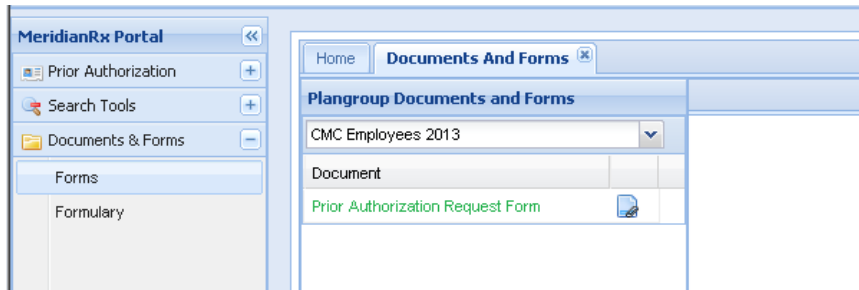 MeridianRx Portal
Prior Authorization
Search Tools
Documents & Forms
Forms
Formulary
Home
Documents And Forms
Plangroup Documents and Forms
CMC Employees 2013
Document
Prior Authorization Request Form